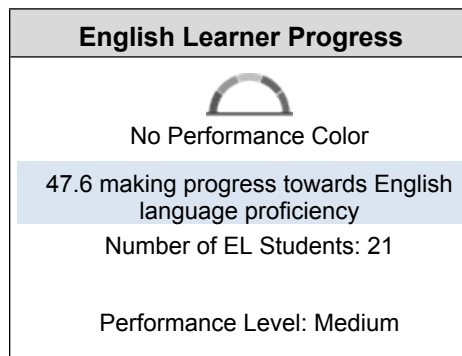 English Learner Progress
No Performance Color
47.6 making progress towards English
language proficiency
Number of EL Students: 21
Performance Level: Medium